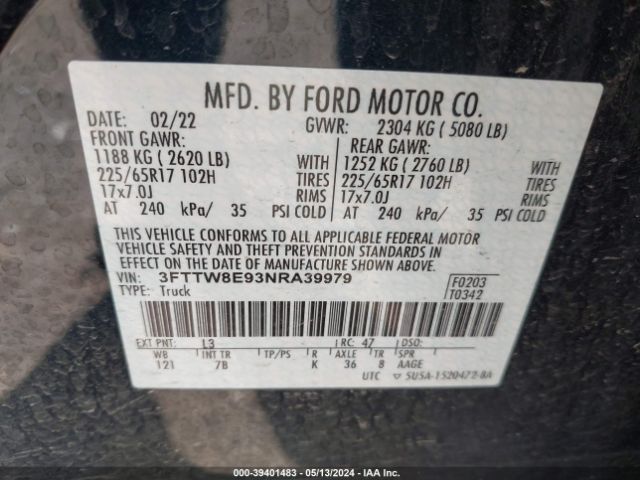 MFD. BY FORD MOTOR CO.
DATE: 02/22 GVWR: 2304 KG ( 5080 LB)
FRONT GAWR: REAR GAWR:
1188 KG ( 2620 LB) WITH 1252 KG ( 2760 LB) WITH
225/65R17 102H TIRES 225/65R17 102H TIRES
17x7.0J RIMS 17x7.0J RIMS
AT 240 kPa/ 35 PSI COLD AT 240 kPa/ 35 PSI COLD
THIS VEHICLE CONFORMS TO ALL APPLICABLE FEDERAL MOTOR
VEHICLE SAFETY AND THEFT PREVENTION STANDARDS IN
EFFECT ON THE DATE OF MANUFACTURE SHOWN ABOVE.
VIN: 3FTTW8E93NRA39979 F0203
TYPE: Truck T0342
EXT PNT: L3 RC: 47 DSO:
WB INT TR TP/PS R AXLE TR SPR
121 7B K 36 8 AAGE
UTC ▽ 5U5A-1520472-BA
000 - 39401483 - 05/13/2024 - IAA Inc.